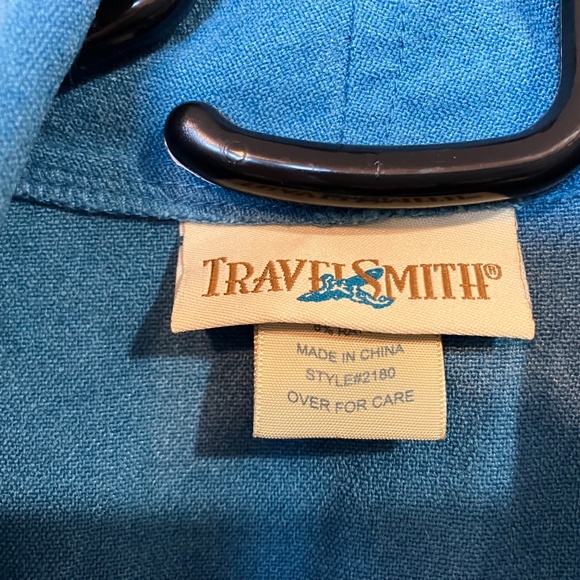 TRAVELSMITH®
MADE IN CHINA
STYLE#2180
OVER FOR CARE